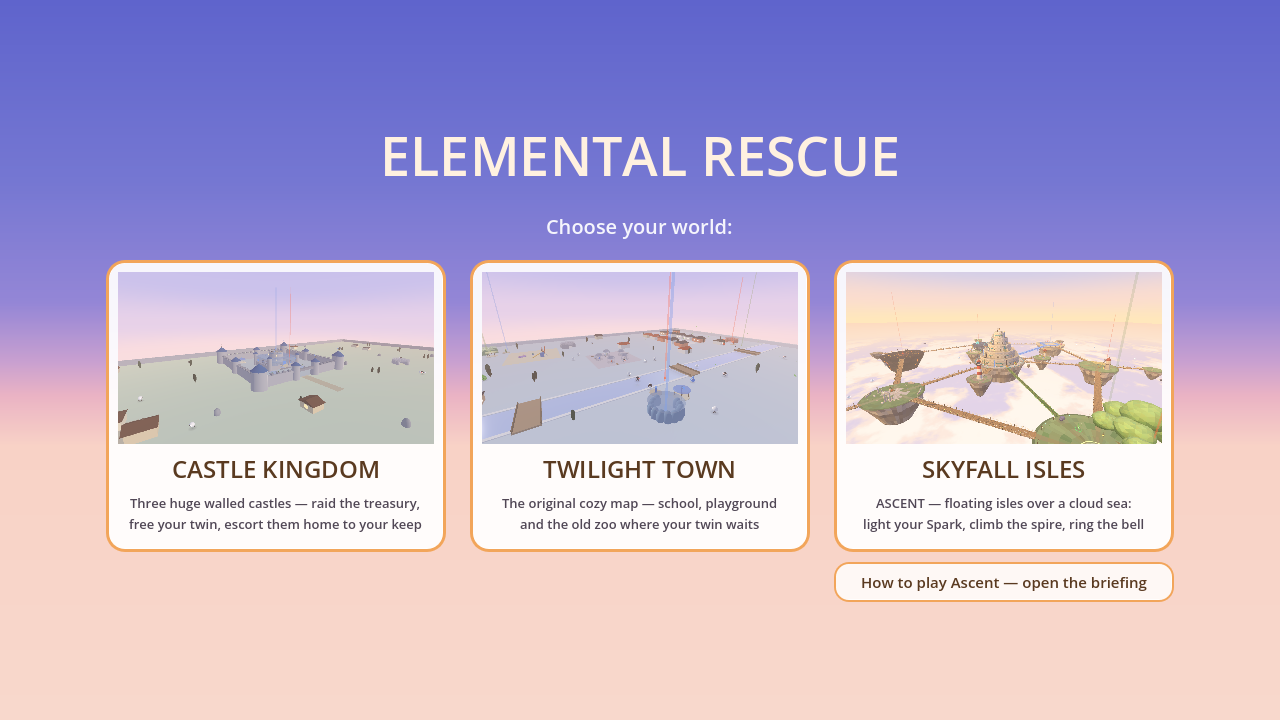 ELEMENTAL RESCUE
Choose your world:
CASTLE KINGDOM
Three huge walled castles — raid the treasury,
free your twin, escort them home to your keep
TWILIGHT TOWN
The original cozy map — school, playground
and the old zoo where your twin waits
SKYFALL ISLES
ASCENT — floating isles over a cloud sea:
light your Spark, climb the spire, ring the bell
How to play Ascent — open the briefing